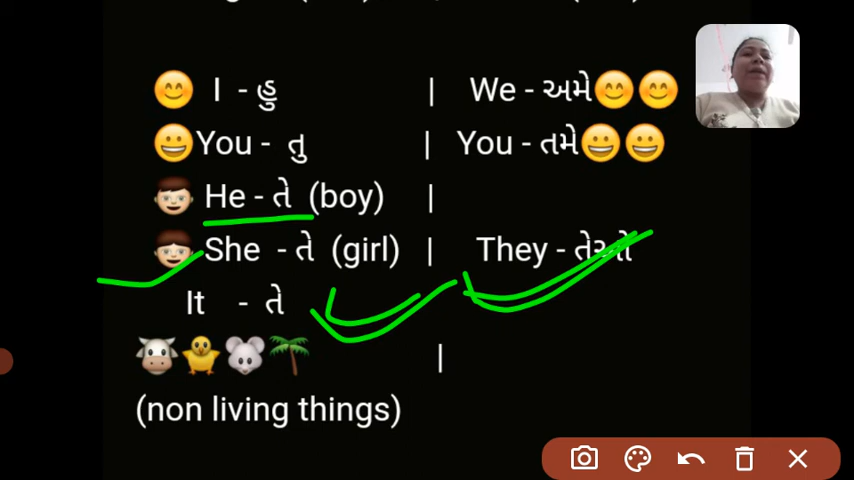 I - હુ | We - અમે
You - તુ | You - તમે
He - તે (boy) |
She - તે (girl) | They - તેઓ
It - તે
|
(non living things)